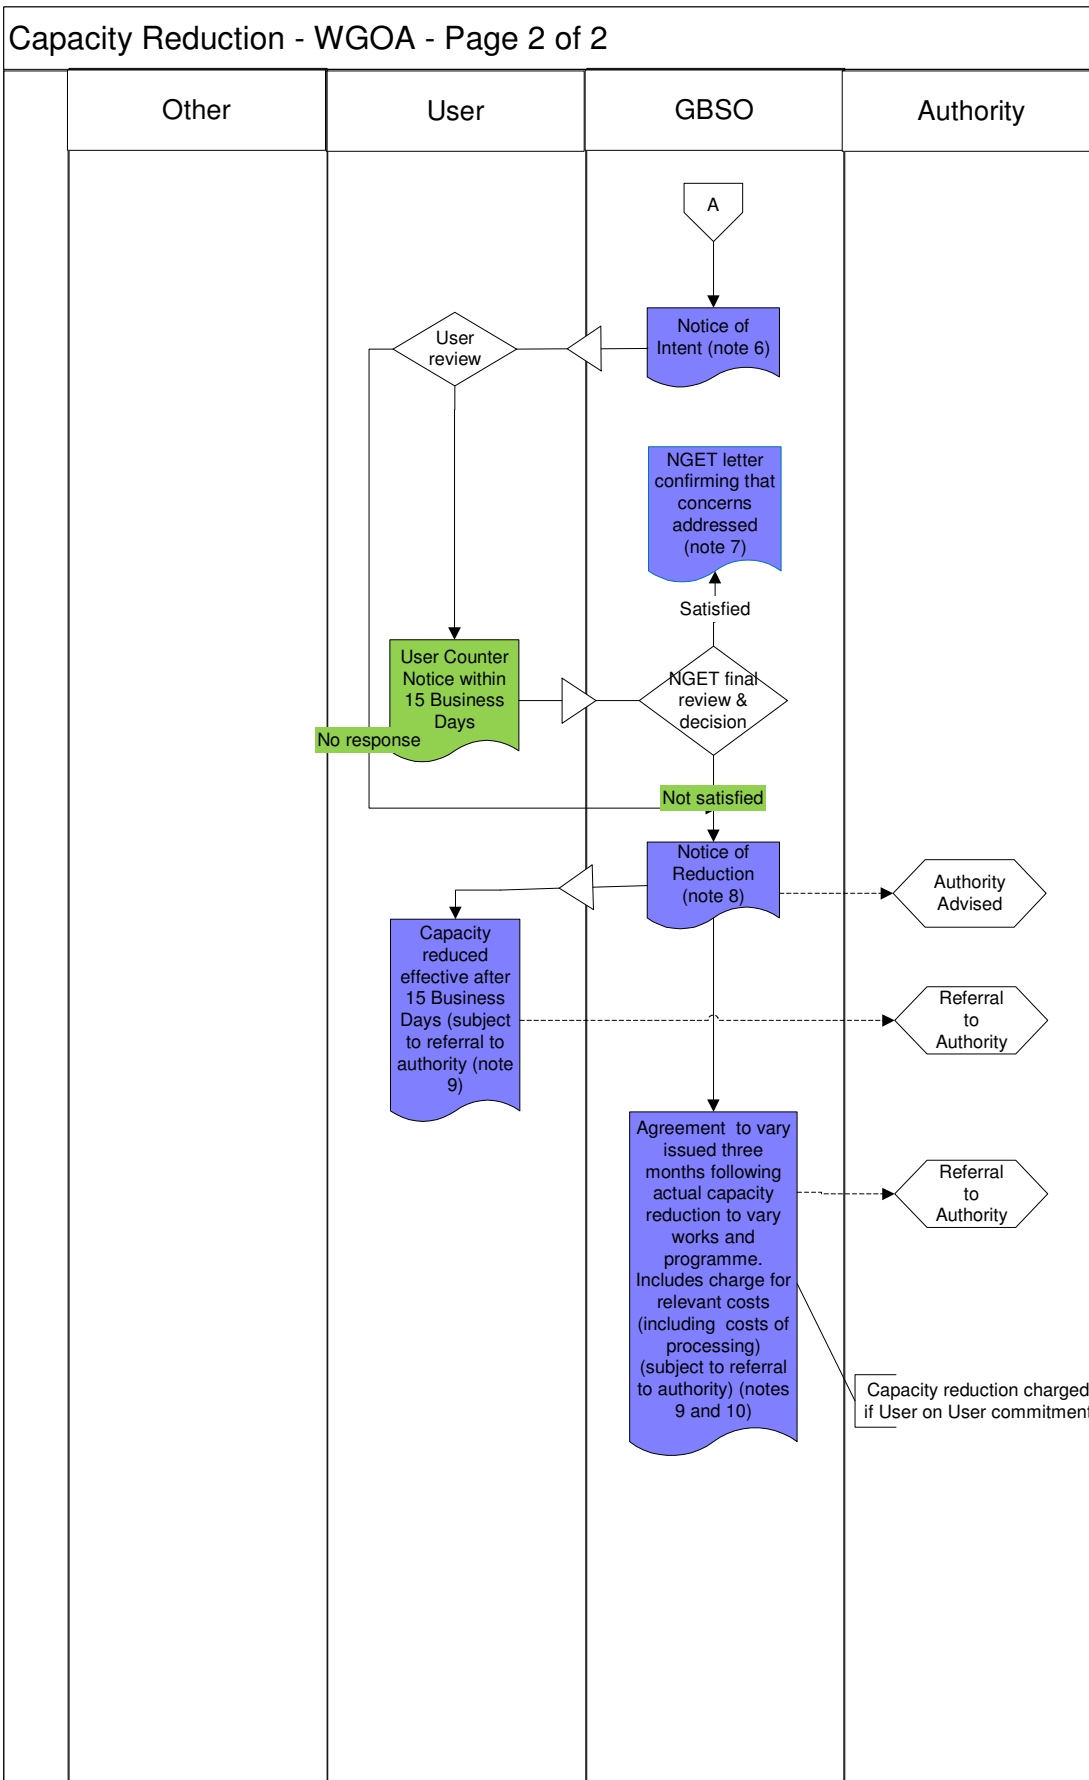 Capacity Reduction - WGOA - Page 2 of 2
Other
User
GBSO
Authority
A
Notice of
Intent (note 6)
User
review
NGET letter
confirming that
concerns
addressed
(note 7)
Satisfied
User Counter
Notice within
15 Business
Days
NGET final
review &
decision
No response
Not satisfied
Notice of
Reduction
(note 8)
Authority
Advised
Capacity
reduced
effective after
15 Business
Days (subject
to referral to
authority (note
9)
Referral
to
Authority
Agreement to vary
issued three
months following
actual capacity
reduction to vary
works and
programme.
Includes charge for
relevant costs
(including costs of
processing)
(subject to referral
to authority) (notes
9 and 10)
Referral
to
Authority
Capacity reduction charged
if User on User commitment